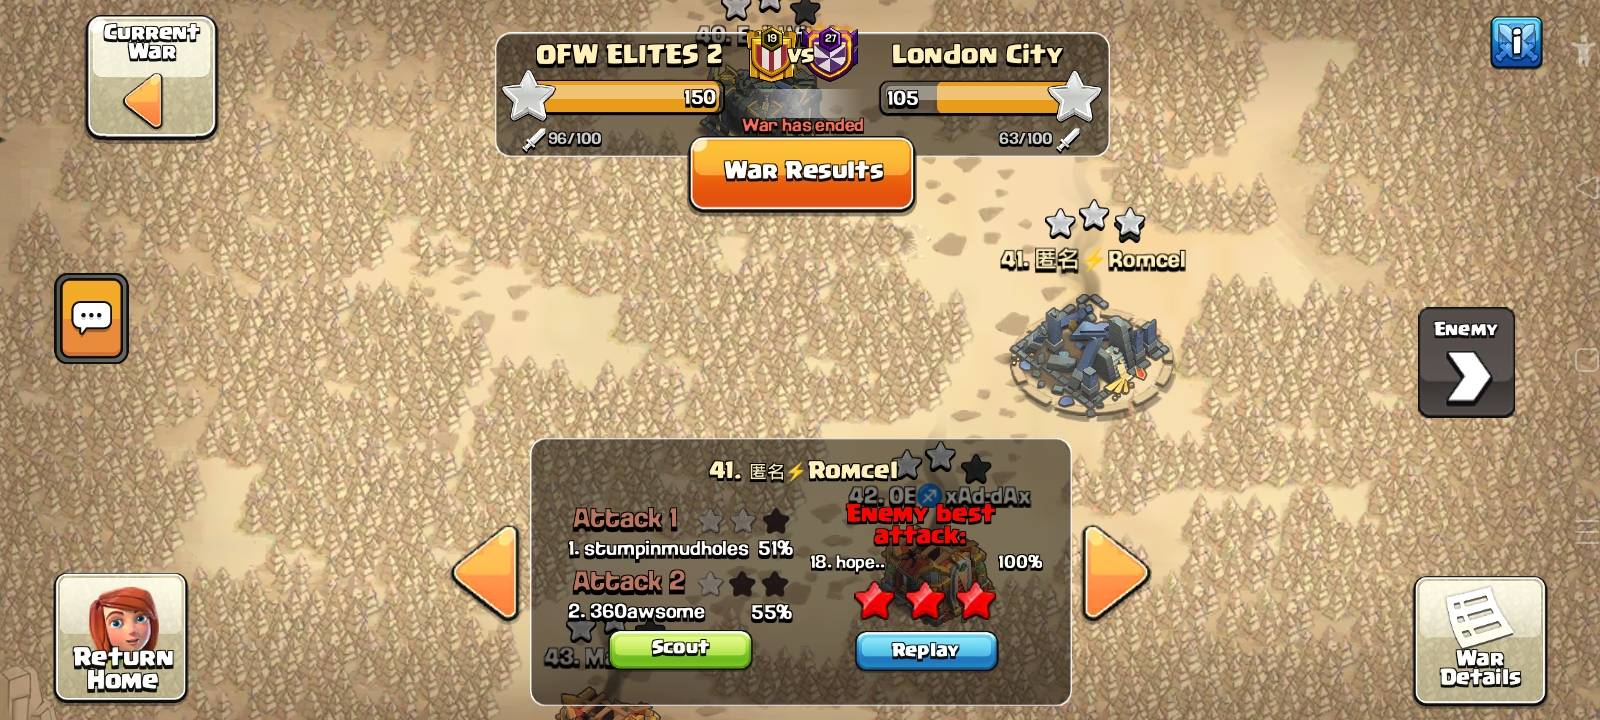 Current
War
OFW ELITES 2
19
vs
27
London City
150
105
War has ended
96/100
63/100
War Results
41. 匿名⚡Romcel
Enemy
41. 匿名⚡Romcel
42. OE♐xAd:dAx
Attack 1
Enemy best
attack:
1. stumpinmudholes 51%
18. hope.. 100%
Attack 2
2. 360awsome 55%
43.
Scout
Replay
Return
Home
War
Details